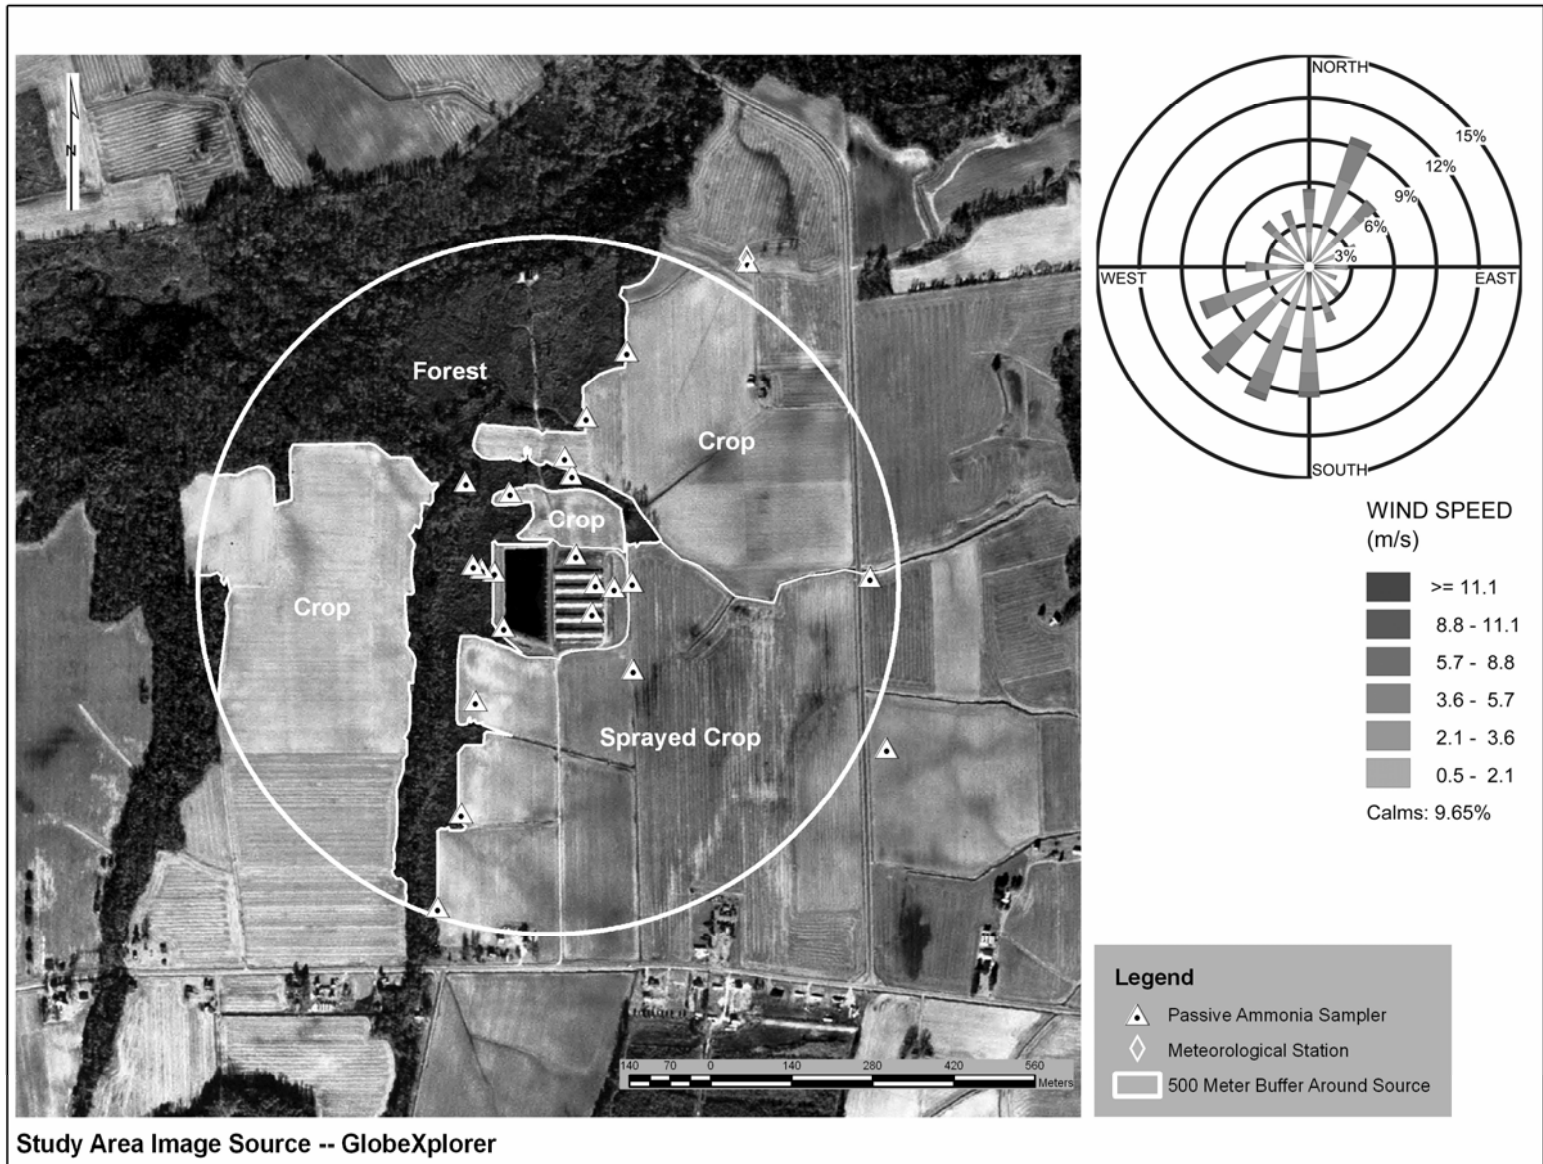 N
Forest
Crop
Crop
Crop
Sprayed Crop
140 70 0 140 280 420 560
Meters
NORTH
15%
12%
9%
6%
3%
WEST
EAST
SOUTH
WIND SPEED
(m/s)
>= 11.1
8.8 - 11.1
5.7 - 8.8
3.6 - 5.7
2.1 - 3.6
0.5 - 2.1
Calms: 9.65%
Legend
Passive Ammonia Sampler
Meteorological Station
500 Meter Buffer Around Source
Study Area Image Source -- GlobeXplorer